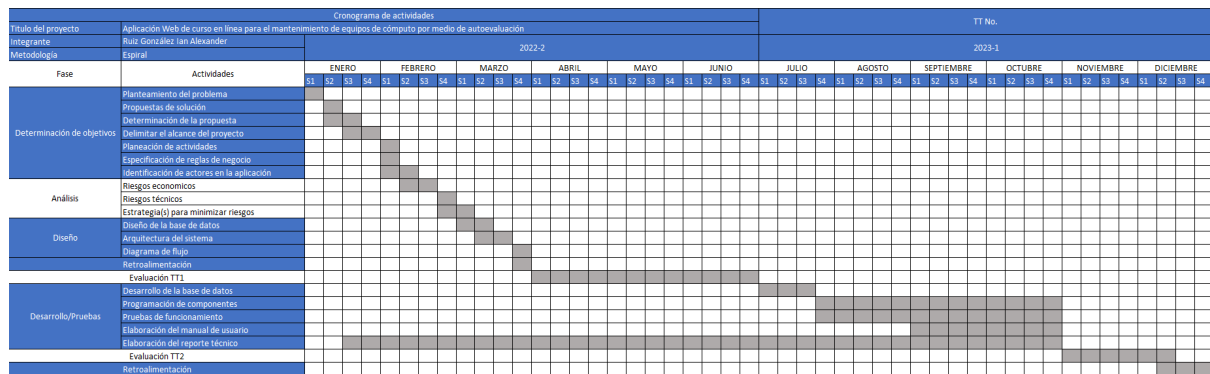 Cronograma de actividades
TT No.
Titulo del proyecto Aplicación Web de curso en línea para el mantenimiento de equipos de cómputo por medio de autoevaluación
Integrante Ruiz González Ian Alexander
2022-2 2023-1
Metodología Espiral
Fase Actividades
ENERO FEBRERO MARZO ABRIL MAYO JUNIO JULIO AGOSTO SEPTIEMBRE OCTUBRE NOVIEMBRE DICIEMBRE
S1 S2 S3 S4 S1 S2 S3 S4 S1 S2 S3 S4 S1 S2 S3 S4 S1 S2 S3 S4 S1 S2 S3 S4 S1 S2 S3 S4 S1 S2 S3 S4 S1 S2 S3 S4 S1 S2 S3 S4 S1 S2 S3 S4 S1 S2 S3 S4
Determinación de objetivos
Planteamiento del problema
Propuestas de solución
Determinación de la propuesta
Delimitar el alcance del proyecto
Planeación de actividades
Especificación de reglas de negocio
Identificación de actores en la aplicación
Análisis
Riesgos economicos
Riesgos técnicos
Estrategia(s) para minimizar riesgos
Diseño
Diseño de la base de datos
Arquitectura del sistema
Diagrama de flujo
Retroalimentación
Evaluación TT1
Desarrollo/Pruebas
Desarrollo de la base de datos
Programación de componentes
Pruebas de funcionamiento
Elaboración del manual de usuario
Elaboración del reporte técnico
Evaluación TT2
Retroalimentación